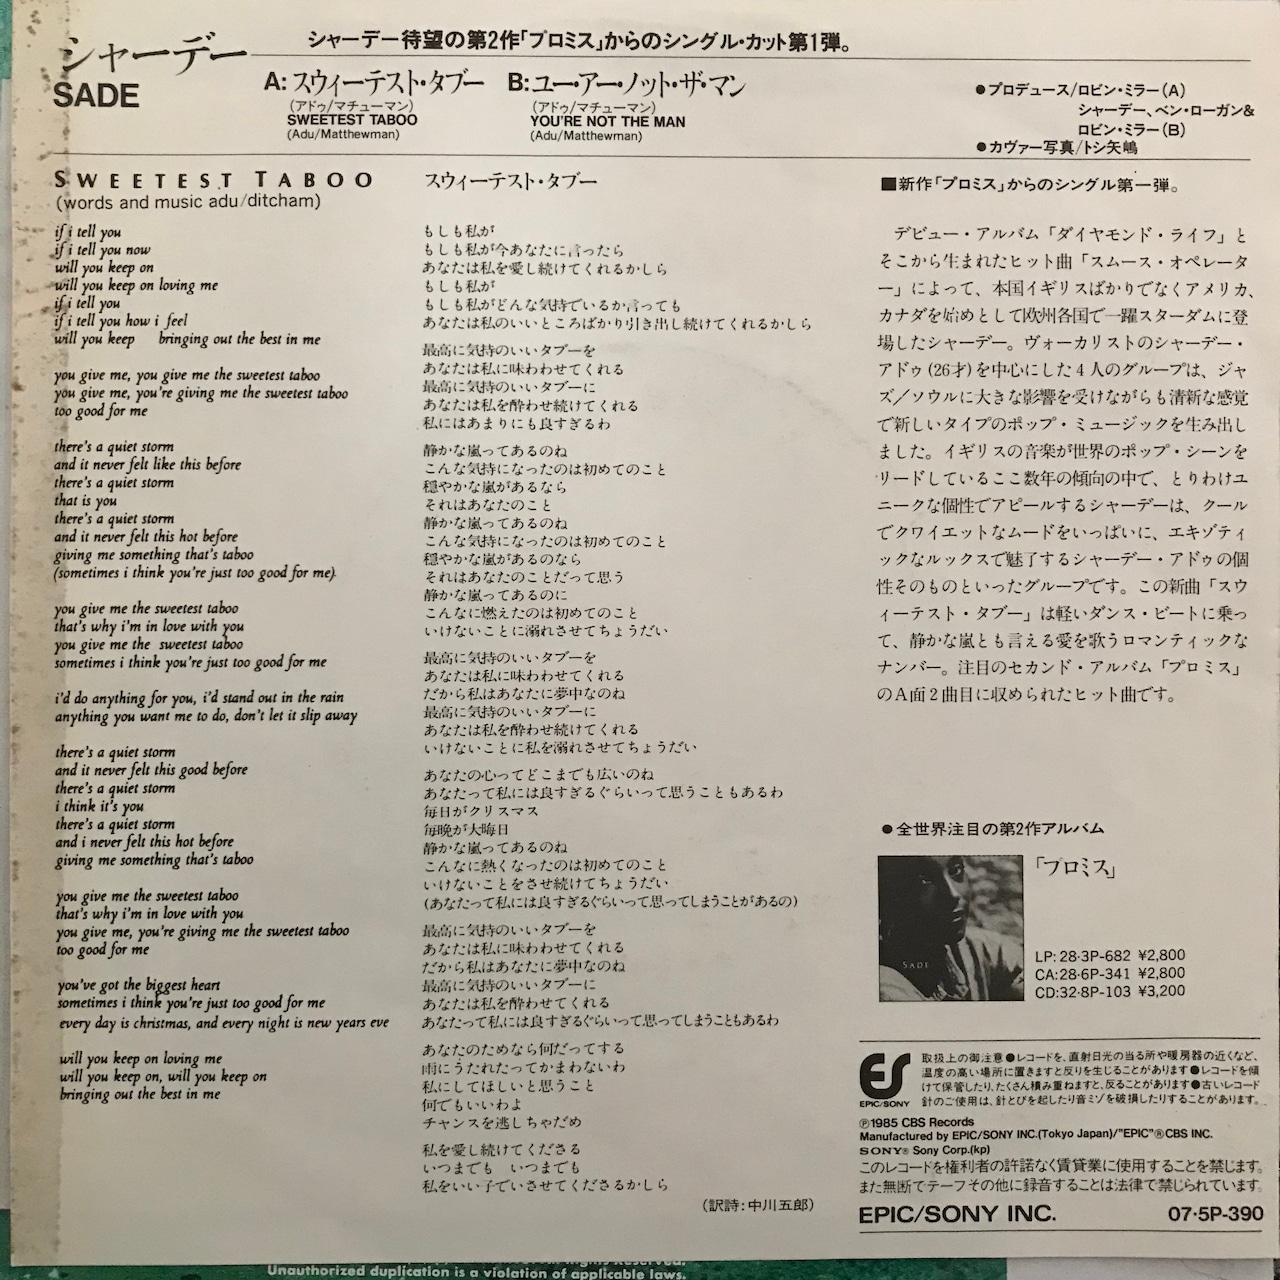 シャーデー
SADE
シャーデー待望の第2作「プロミス」からのシングル・カット第1弾。
A:スウィーテスト・タブー
(アドゥ/マチューマン)
SWEETEST TABOO
(Adu/Matthewman)
B:ユー・アー・ノット・ザ・マン
(アドゥ/マチューマン)
YOU'RE NOT THE MAN
(Adu/Matthewman)
●プロデュース/ロビン・ミラー(A)
シャーデー、ベン・ローガン&
ロビン・ミラー(B)
●カヴァー写真/トシ矢嶋
SWEETEST TABOO
(words and music adu/ditcham)
if i tell you
if i tell you now
will you keep on
will you keep on loving me
if i tell you
if i tell you how i feel
will you keep bringing out the best in me
you give me, you give me the sweetest taboo
you give me, you're giving me the sweetest taboo
too good for me
there's a quiet storm
and it never felt like this before
there's a quiet storm
that is you
there's a quiet storm
and it never felt this hot before
giving me something that's taboo
(sometimes i think you're just too good for me)
you give me the sweetest taboo
that's why i'm in love with you
you give me the sweetest taboo
sometimes i think you're just too good for me
i'd do anything for you, i'd stand out in the rain
anything you want me to do, don't let it slip away
there's a quiet storm
and it never felt this good before
there's a quiet storm
i think it's you
there's a quiet storm
and i never felt this hot before
giving me something that's taboo
you give me the sweetest taboo
that's why i'm in love with you
you give me, you're giving me the sweetest taboo
too good for me
you've got the biggest heart
sometimes i think you're just too good for me
every day is christmas, and every night is new years eve
will you keep on loving me
will you keep on, will you keep on
bringing out the best in me
スウィーテスト・タブー
もしも私が
もしも私が今あなたに言ったら
あなたは私を愛し続けてくれるかしら
もしも私が
もしも私がどんな気持でいるか言っても
あなたは私のいいところばかり引き出し続けてくれるかしら
最高に気持のいいタブーを
あなたは私に味わわせてくれる
最高に気持のいいタブーに
あなたは私を酔わせ続けてくれる
私にはあまりにも良すぎるわ
静かな嵐ってあるのね
こんな気持になったのは初めてのこと
穏やかな嵐があるなら
それはあなたのこと
静かな嵐ってあるのね
こんな気持になったのは初めてのこと
穏やかな嵐があるのなら
それはあなたのことだって思う
静かな嵐ってあるのに
こんなに燃えたのは初めてのこと
いけないことに溺れさせてちょうだい
最高に気持のいいタブーを
あなたは私に味わわせてくれる
だから私はあなたに夢中なのね
最高に気持のいいタブーに
あなたは私を酔わせ続けてくれる
いけないことに私を溺れさせてちょうだい
あなたの心ってどこまでも広いのね
あなたって私には良すぎるぐらいって思うこともあるわ
毎日がクリスマス
毎晩が大晦日
静かな嵐ってあるのね
こんなに熱くなったのは初めてのこと
いけないことをさせ続けてちょうだい
(あなたって私には良すぎるぐらいって思ってしまうことがあるの)
最高に気持のいいタブーを
あなたは私に味わわせてくれる
だから私はあなたに夢中なのね
最高に気持のいいタブーに
あなたは私を酔わせてくれる
あなたって私には良すぎるぐらいって思ってしまうこともあるわ
あなたのためなら何だってする
雨にうたれたってかまわないわ
私にしてほしいと思うこと
何でもいいわよ
チャンスを逃しちゃだめ
私を愛し続けてくださる
いつまでも いつまでも
私をいい子でいさせてくださるかしら
(訳詩:中川五郎)
■新作「プロミス」からのシングル第一弾。
デビュー・アルバム「ダイヤモンド・ライフ」と
そこから生まれたヒット曲「スムース・オペレータ
ー」によって、本国イギリスばかりでなくアメリカ、
カナダを始めとして欧州各国で一躍スターダムに登
場したシャーデー。ヴォーカリストのシャーデー・
アドゥ(26才)を中心にした4人のグループは、ジャ
ズ/ソウルに大きな影響を受けながらも清新な感覚
で新しいタイプのポップ・ミュージックを生み出し
ました。イギリスの音楽が世界のポップ・シーンを
リードしているここ数年の傾向の中で、とりわけユ
ニークな個性でアピールするシャーデーは、クール
でクワイエットなムードをいっぱいに、エキゾティ
ックなルックスで魅了するシャーデー・アドゥの個
性そのものといったグループです。この新曲「スウ
ィーテスト・タブー」は軽いダンス・ビートに乗っ
て、静かな嵐とも言える愛を歌うロマンティックな
ナンバー。注目のセカンド・アルバム「プロミス」
のA面2曲目に収められたヒット曲です。
●全世界注目の第2作アルバム
「プロミス」
SADE
LP:28・3P-682 ¥2,800
CA:28・6P-341 ¥2,800
CD:32・8P-103 ¥3,200
ES
EPIC/SONY
取扱上の御注意●レコードを、直射日光の当る所や暖房器の近くなど、
温度の高い場所に置きますと反りを生じることがあります●レコードを傾
けて保管したり、たくさん積み重ねますと、反ることがあります●古いレコード
針のご使用は、針とびを起したり音ミゾを破損したりすることがあります。
Ⓟ1985 CBS Records
Manufactured by EPIC/SONY INC.(Tokyo Japan)/"EPIC"®CBS INC.
SONY® Sony Corp.(kp)
このレコードを権利者の許諾なく賃貸業に使用することを禁じます。
また無断でテープその他に録音することは法律で禁じられています。
EPIC/SONY INC.
07・5P-390
Unauthorized duplication is a violation of applicable laws.